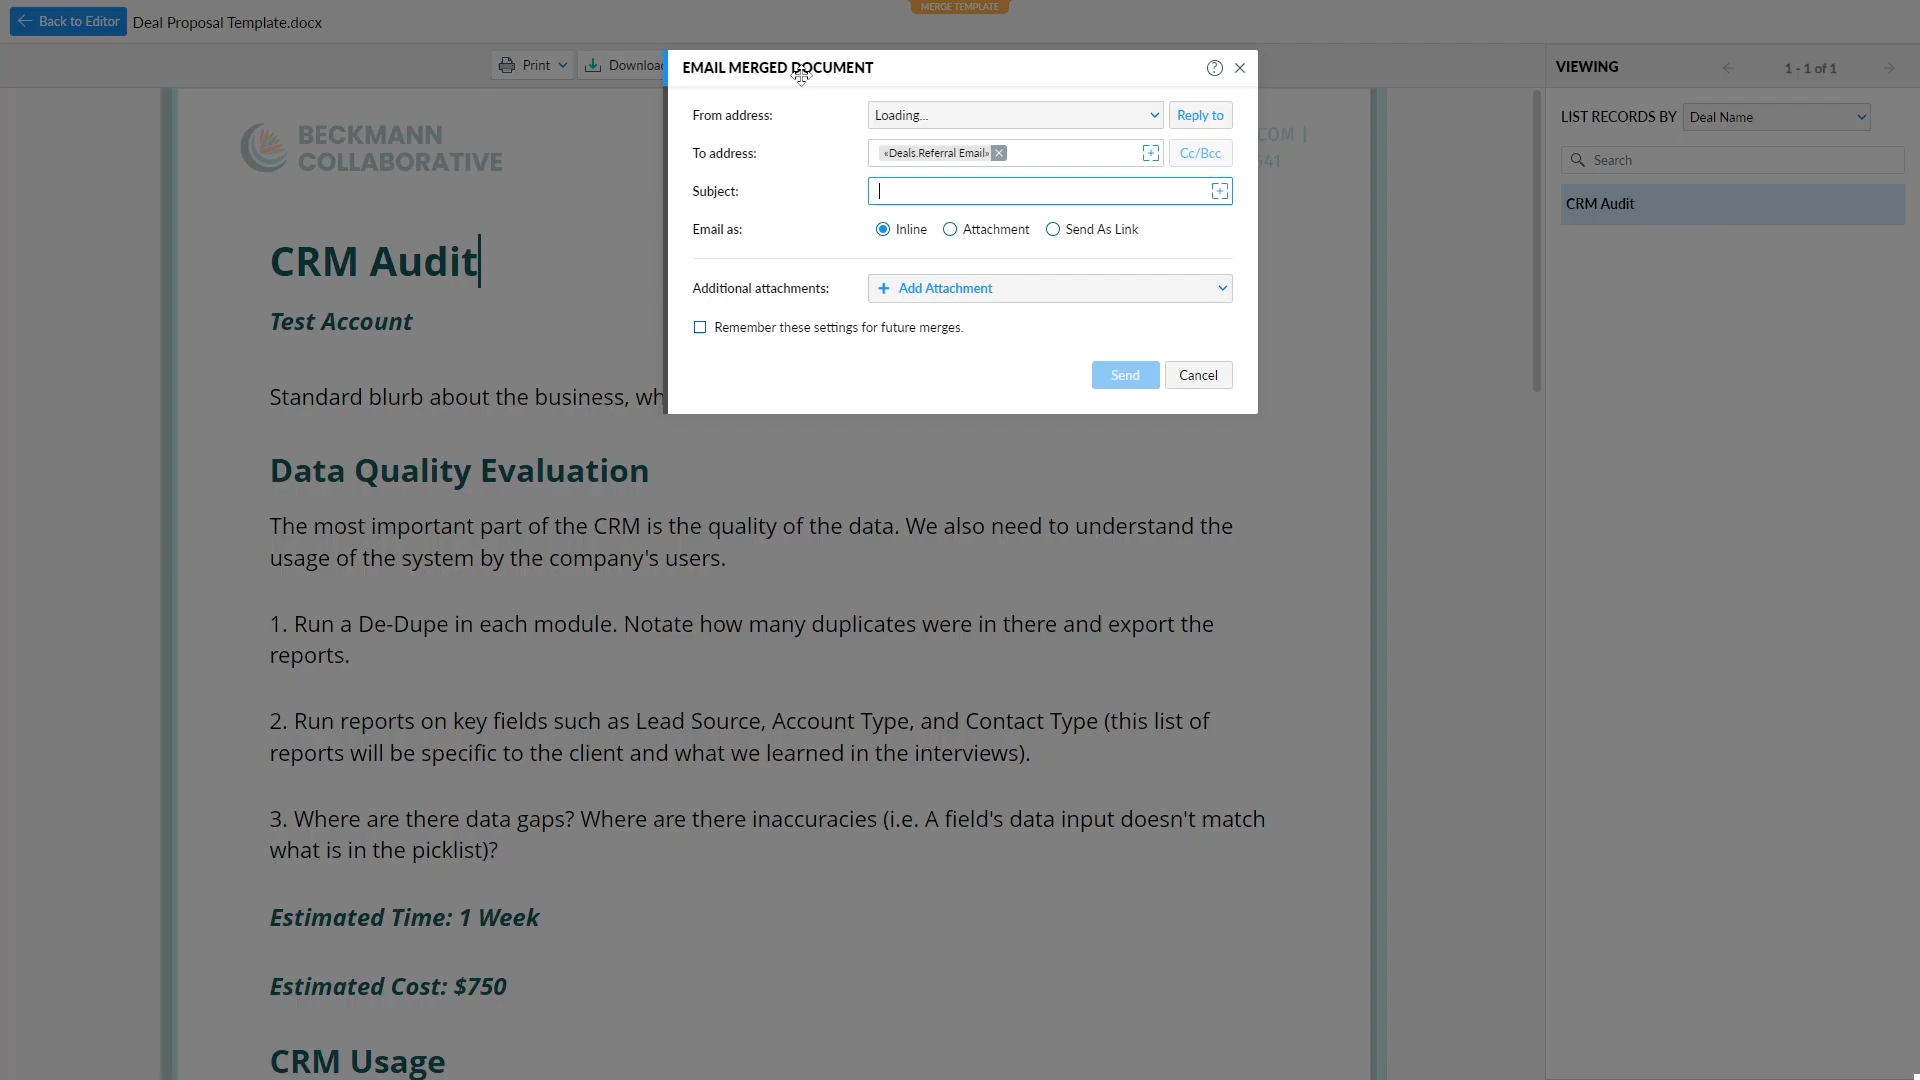 MERGE TEMPLATE
Back to Editor
Deal Proposal Template.docx
Print
Downloa
EMAIL MERGED DOCUMENT
From address:
Loading...
Reply to
To address:
«Deals.Referral Email»
Cc/Bcc
Subject:
Email as:
Inline
Attachment
Send As Link
Additional attachments:
Add Attachment
Remember these settings for future merges.
Send
Cancel
VIEWING
1 - 1 of 1
LIST RECORDS BY
Deal Name
Search
CRM Audit
BECKMANN
COLLABORATIVE
COM |
541
CRM Audit
Test Account
Standard blurb about the business, wh
Data Quality Evaluation
The most important part of the CRM is the quality of the data. We also need to understand the
usage of the system by the company's users.
1. Run a De-Dupe in each module. Notate how many duplicates were in there and export the
reports.
2. Run reports on key fields such as Lead Source, Account Type, and Contact Type (this list of
reports will be specific to the client and what we learned in the interviews).
3. Where are there data gaps? Where are there inaccuracies (i.e. A field's data input doesn't match
what is in the picklist)?
Estimated Time: 1 Week
Estimated Cost: $750
CRM Usage